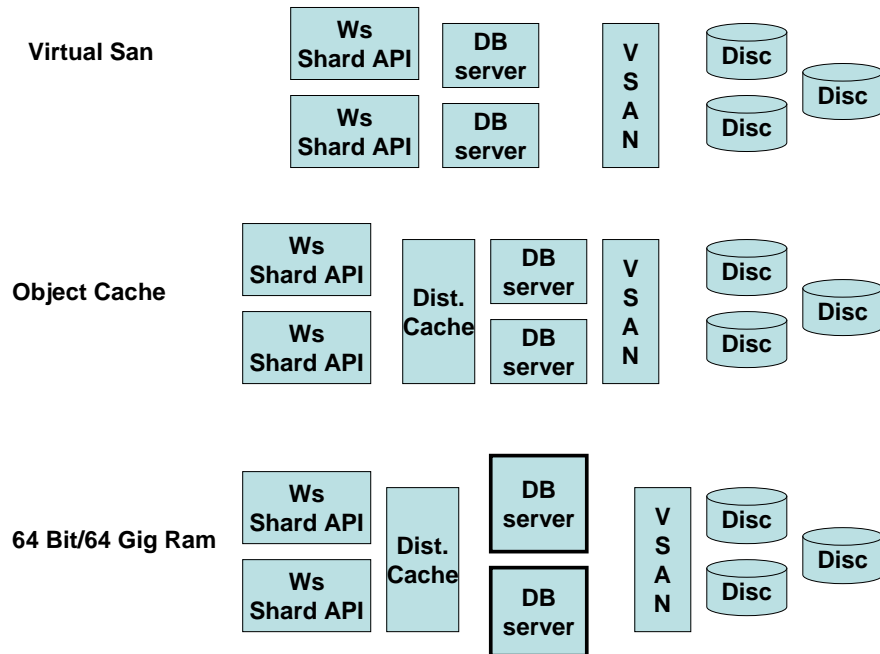 Virtual San
Ws
Shard API
Ws
Shard API
DB
server
DB
server
V
S
A
N
Disc
Disc
Disc
Object Cache
Ws
Shard API
Ws
Shard API
Dist.
Cache
DB
server
DB
server
V
S
A
N
Disc
Disc
Disc
64 Bit/64 Gig Ram
Ws
Shard API
Ws
Shard API
Dist.
Cache
DB
server
DB
server
V
S
A
N
Disc
Disc
Disc